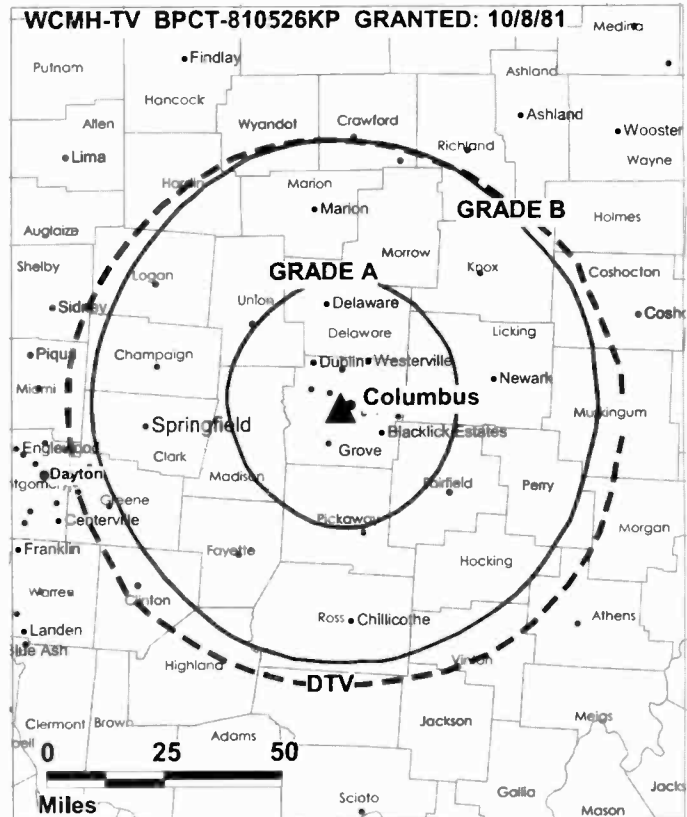 WCMH-TV BPCT-810526KP GRANTED: 10/8/81
Medina
Putnam
Findlay
Ashland
Hancock
Allen
Wyandot
Crawford
Ashland
Wooster
Lima
Richland
Wayne
Hardin
Marion
Marion
GRADE B
Holmes
Auglaize
Morrow
Shelby
GRADE A
Knox
Coshocton
Logan
Sidney
Union
Delaware
Cosho
Delaware
Licking
Piqua
Champaign
Dublin
Westerville
Miami
Newark
Columbus
Muskingum
Springfield
Blacklick Estates
Englewood
Grove
Clark
Dayton
Madison
Fairfield
Perry
ntgomery
Greene
Centerville
Pickaway
Morgan
Franklin
Fayette
Hocking
Warren
Clinton
Ross
Chillicothe
Athens
Landen
Blue Ash
Highland
Vinton
DTV
Clermont
Brown
Jackson
Meigs
Adams
0 25 50
Miles
Scioto
Gallia
Mason
Jacks